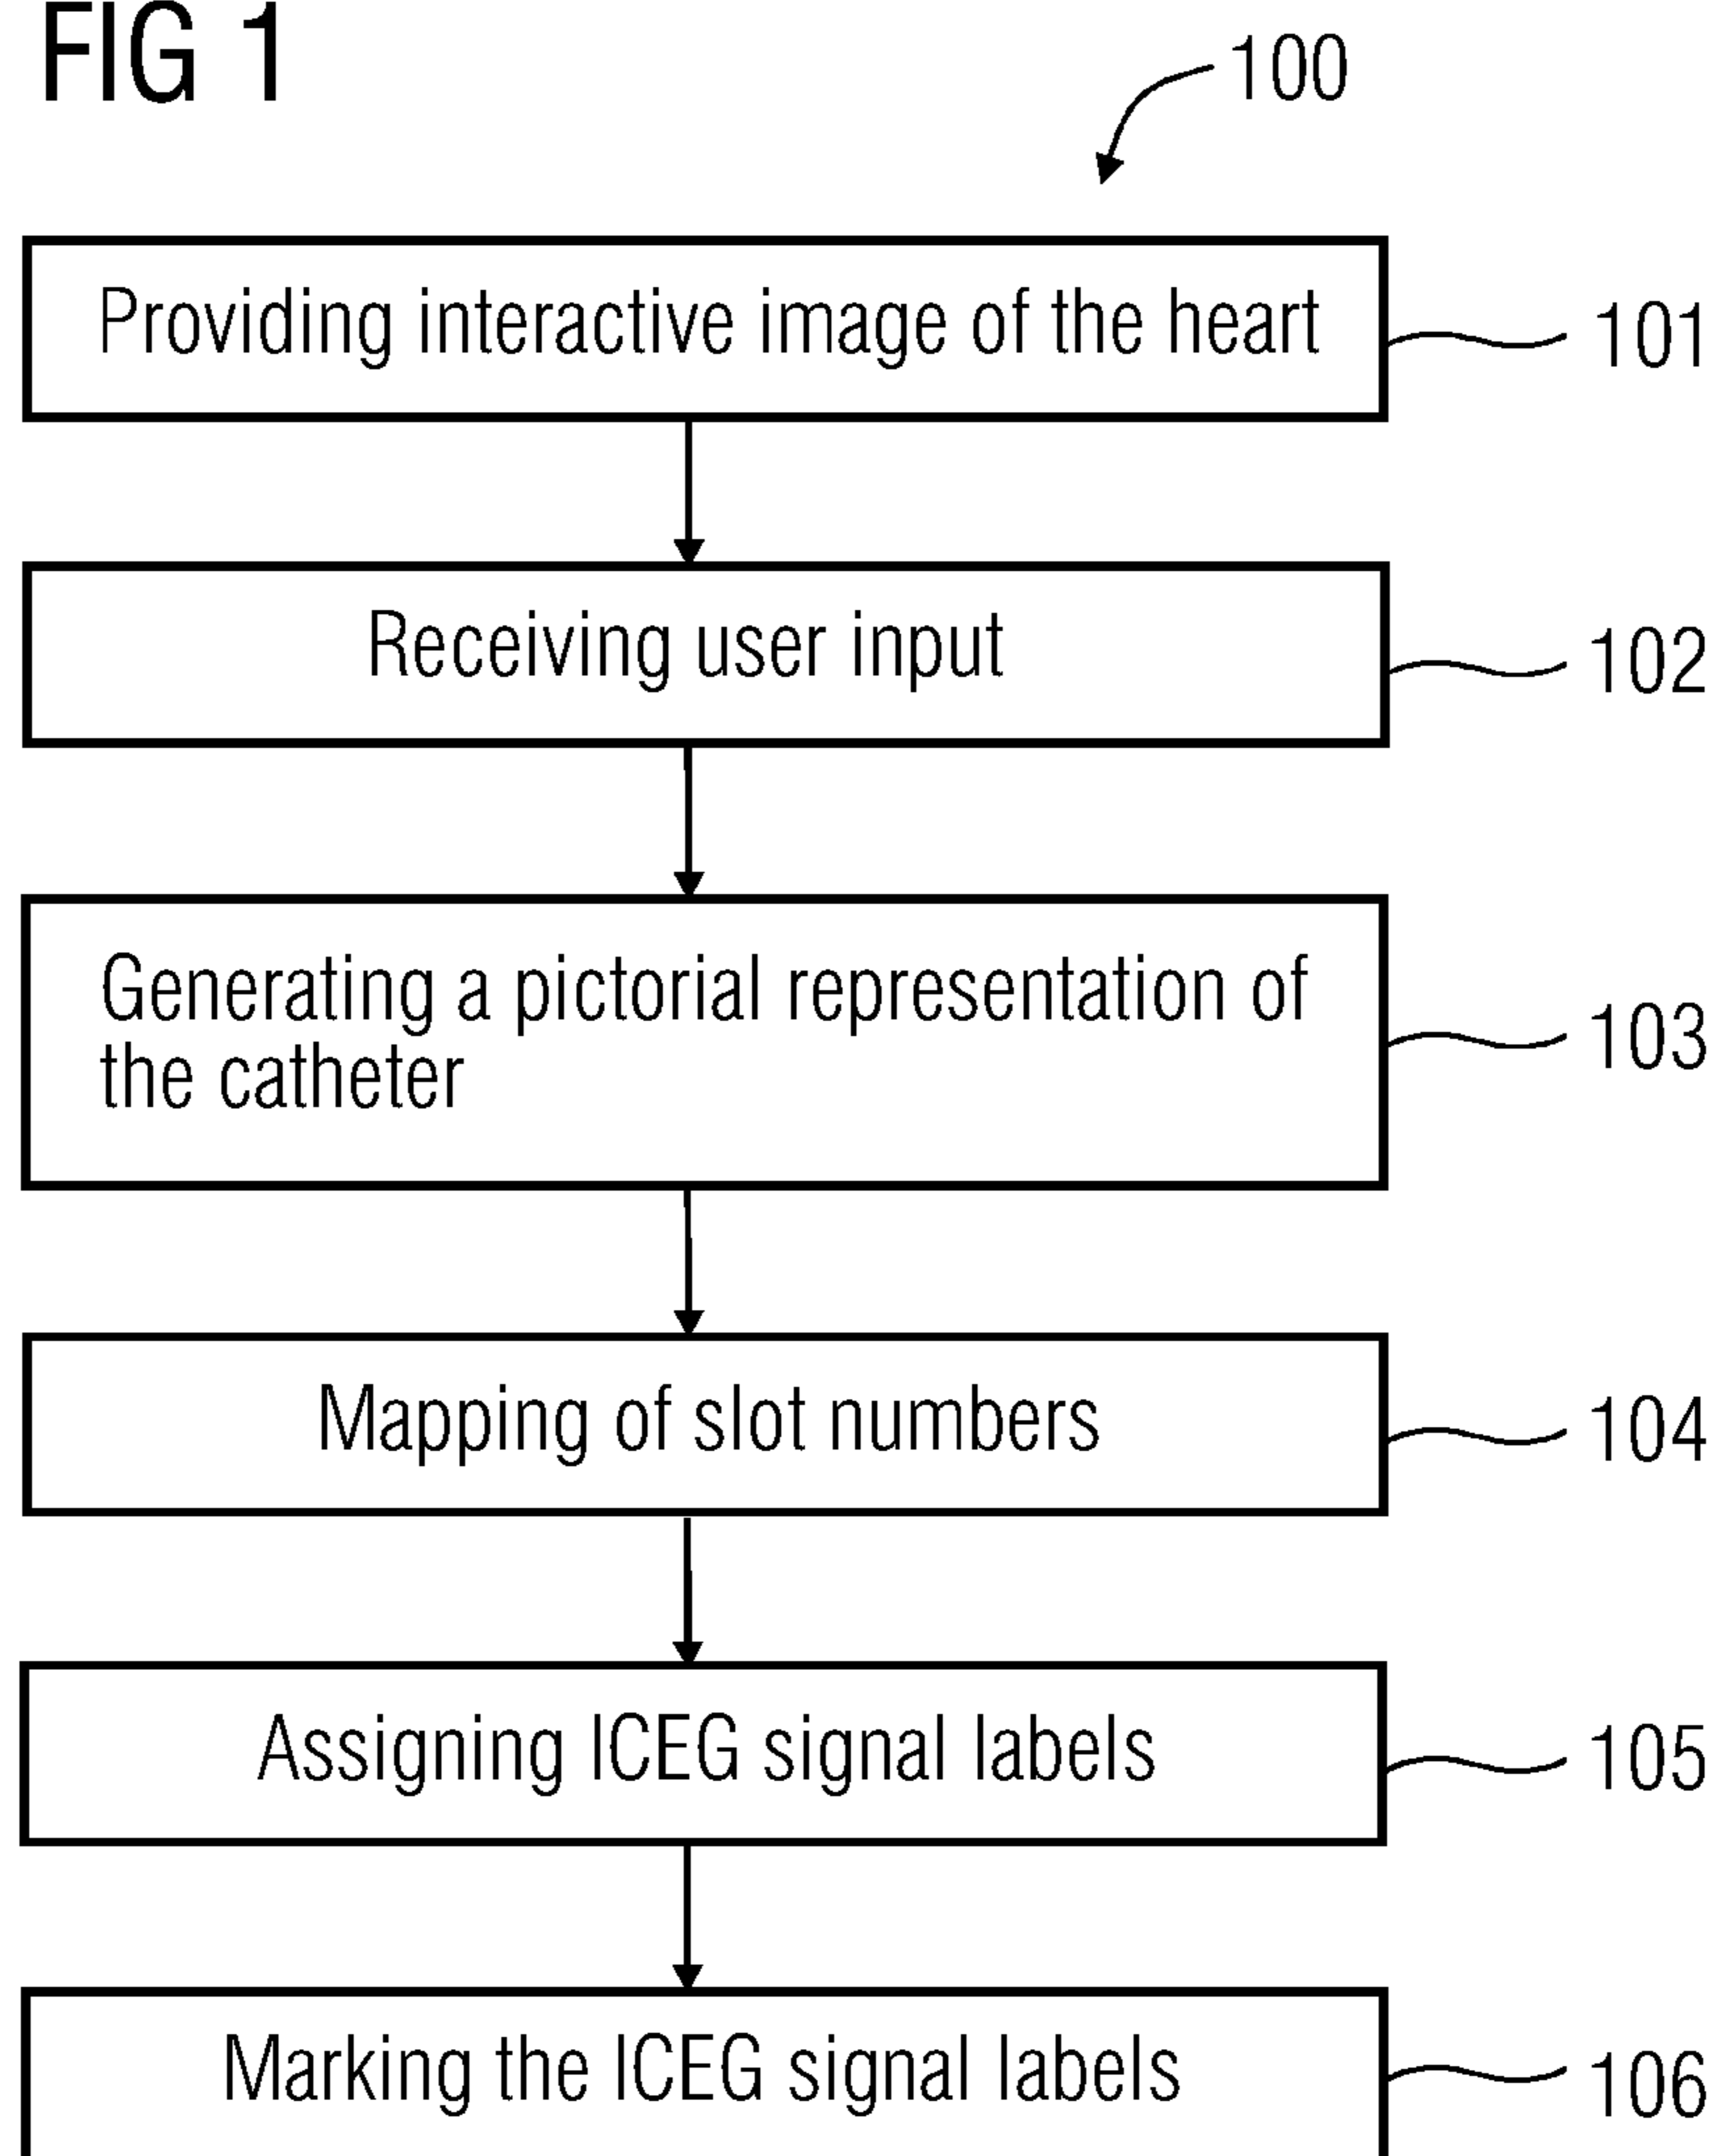 FIG 1
100
Providing interactive image of the heart
101
Receiving user input
102
Generating a pictorial representation of
the catheter
103
Mapping of slot numbers
104
Assigning ICEG signal labels
105
Marking the ICEG signal labels
106